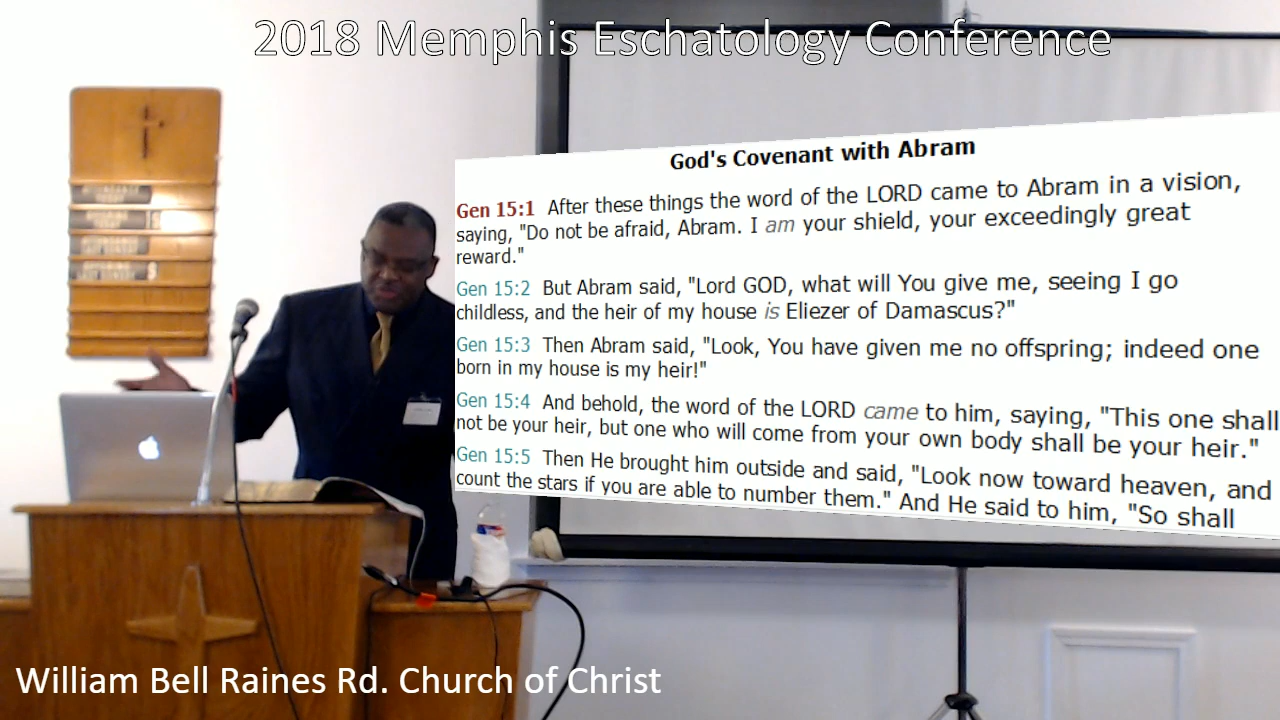 2018 Memphis Eschatology Conference
God's Covenant with Abram
Gen 15:1 After these things the word of the LORD came to Abram in a vision,
saying, "Do not be afraid, Abram. I am your shield, your exceedingly great
reward."
Gen 15:2 But Abram said, "Lord GOD, what will You give me, seeing I go
childless, and the heir of my house is Eliezer of Damascus?"
Gen 15:3 Then Abram said, "Look, You have given me no offspring; indeed one
born in my house is my heir!"
Gen 15:4 And behold, the word of the LORD came to him, saying, "This one shall
not be your heir, but one who will come from your own body shall be your heir."
Gen 15:5 Then He brought him outside and said, "Look now toward heaven, and
count the stars if you are able to number them." And He said to him, "So shall
William Bell Raines Rd. Church of Christ